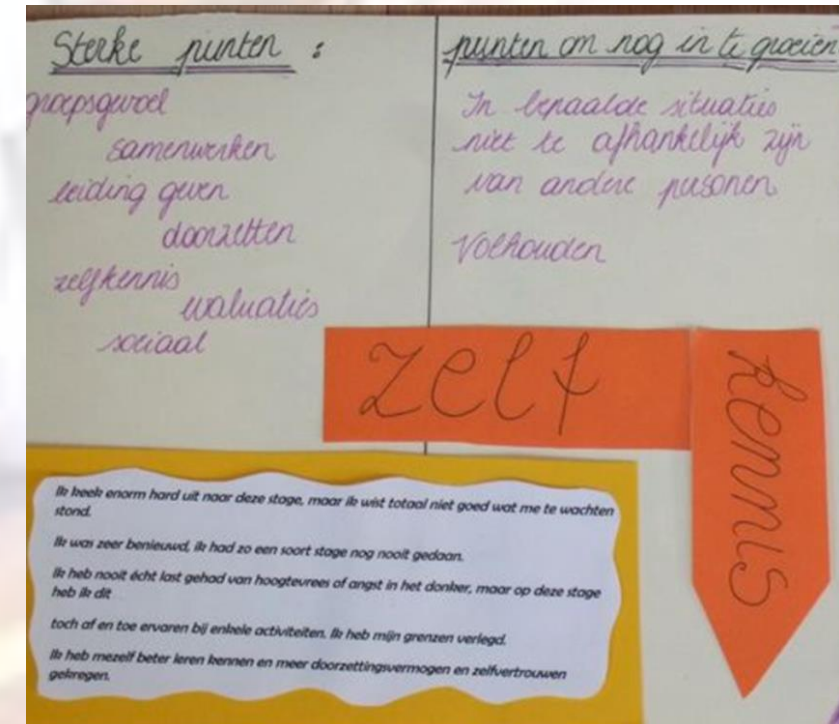 Sterke punten :
groepsgevoel
samenwerken
leiding geven
doorzetten
zelfkennis
evaluaties
sociaal
punten om nog in te groeien
In bepaalde situaties
niet te afhankelijk zijn
van andere personen
Volhouden
zelf
kennis
Ik keek enorm hard uit naar deze stage, maar ik wist totaal niet goed wat me te wachten
stond.
Ik was zeer benieuwd, ik had zo een soort stage nog nooit gedaan.
Ik heb nooit écht last gehad van hoogtevrees of angst in het donker, maar op deze stage
heb ik dit
toch af en toe ervaren bij enkele activiteiten. Ik heb mijn grenzen verlegd.
Ik heb mezelf beter leren kennen en meer doorzettingsvermogen en zelfvertrouwen
gekregen.